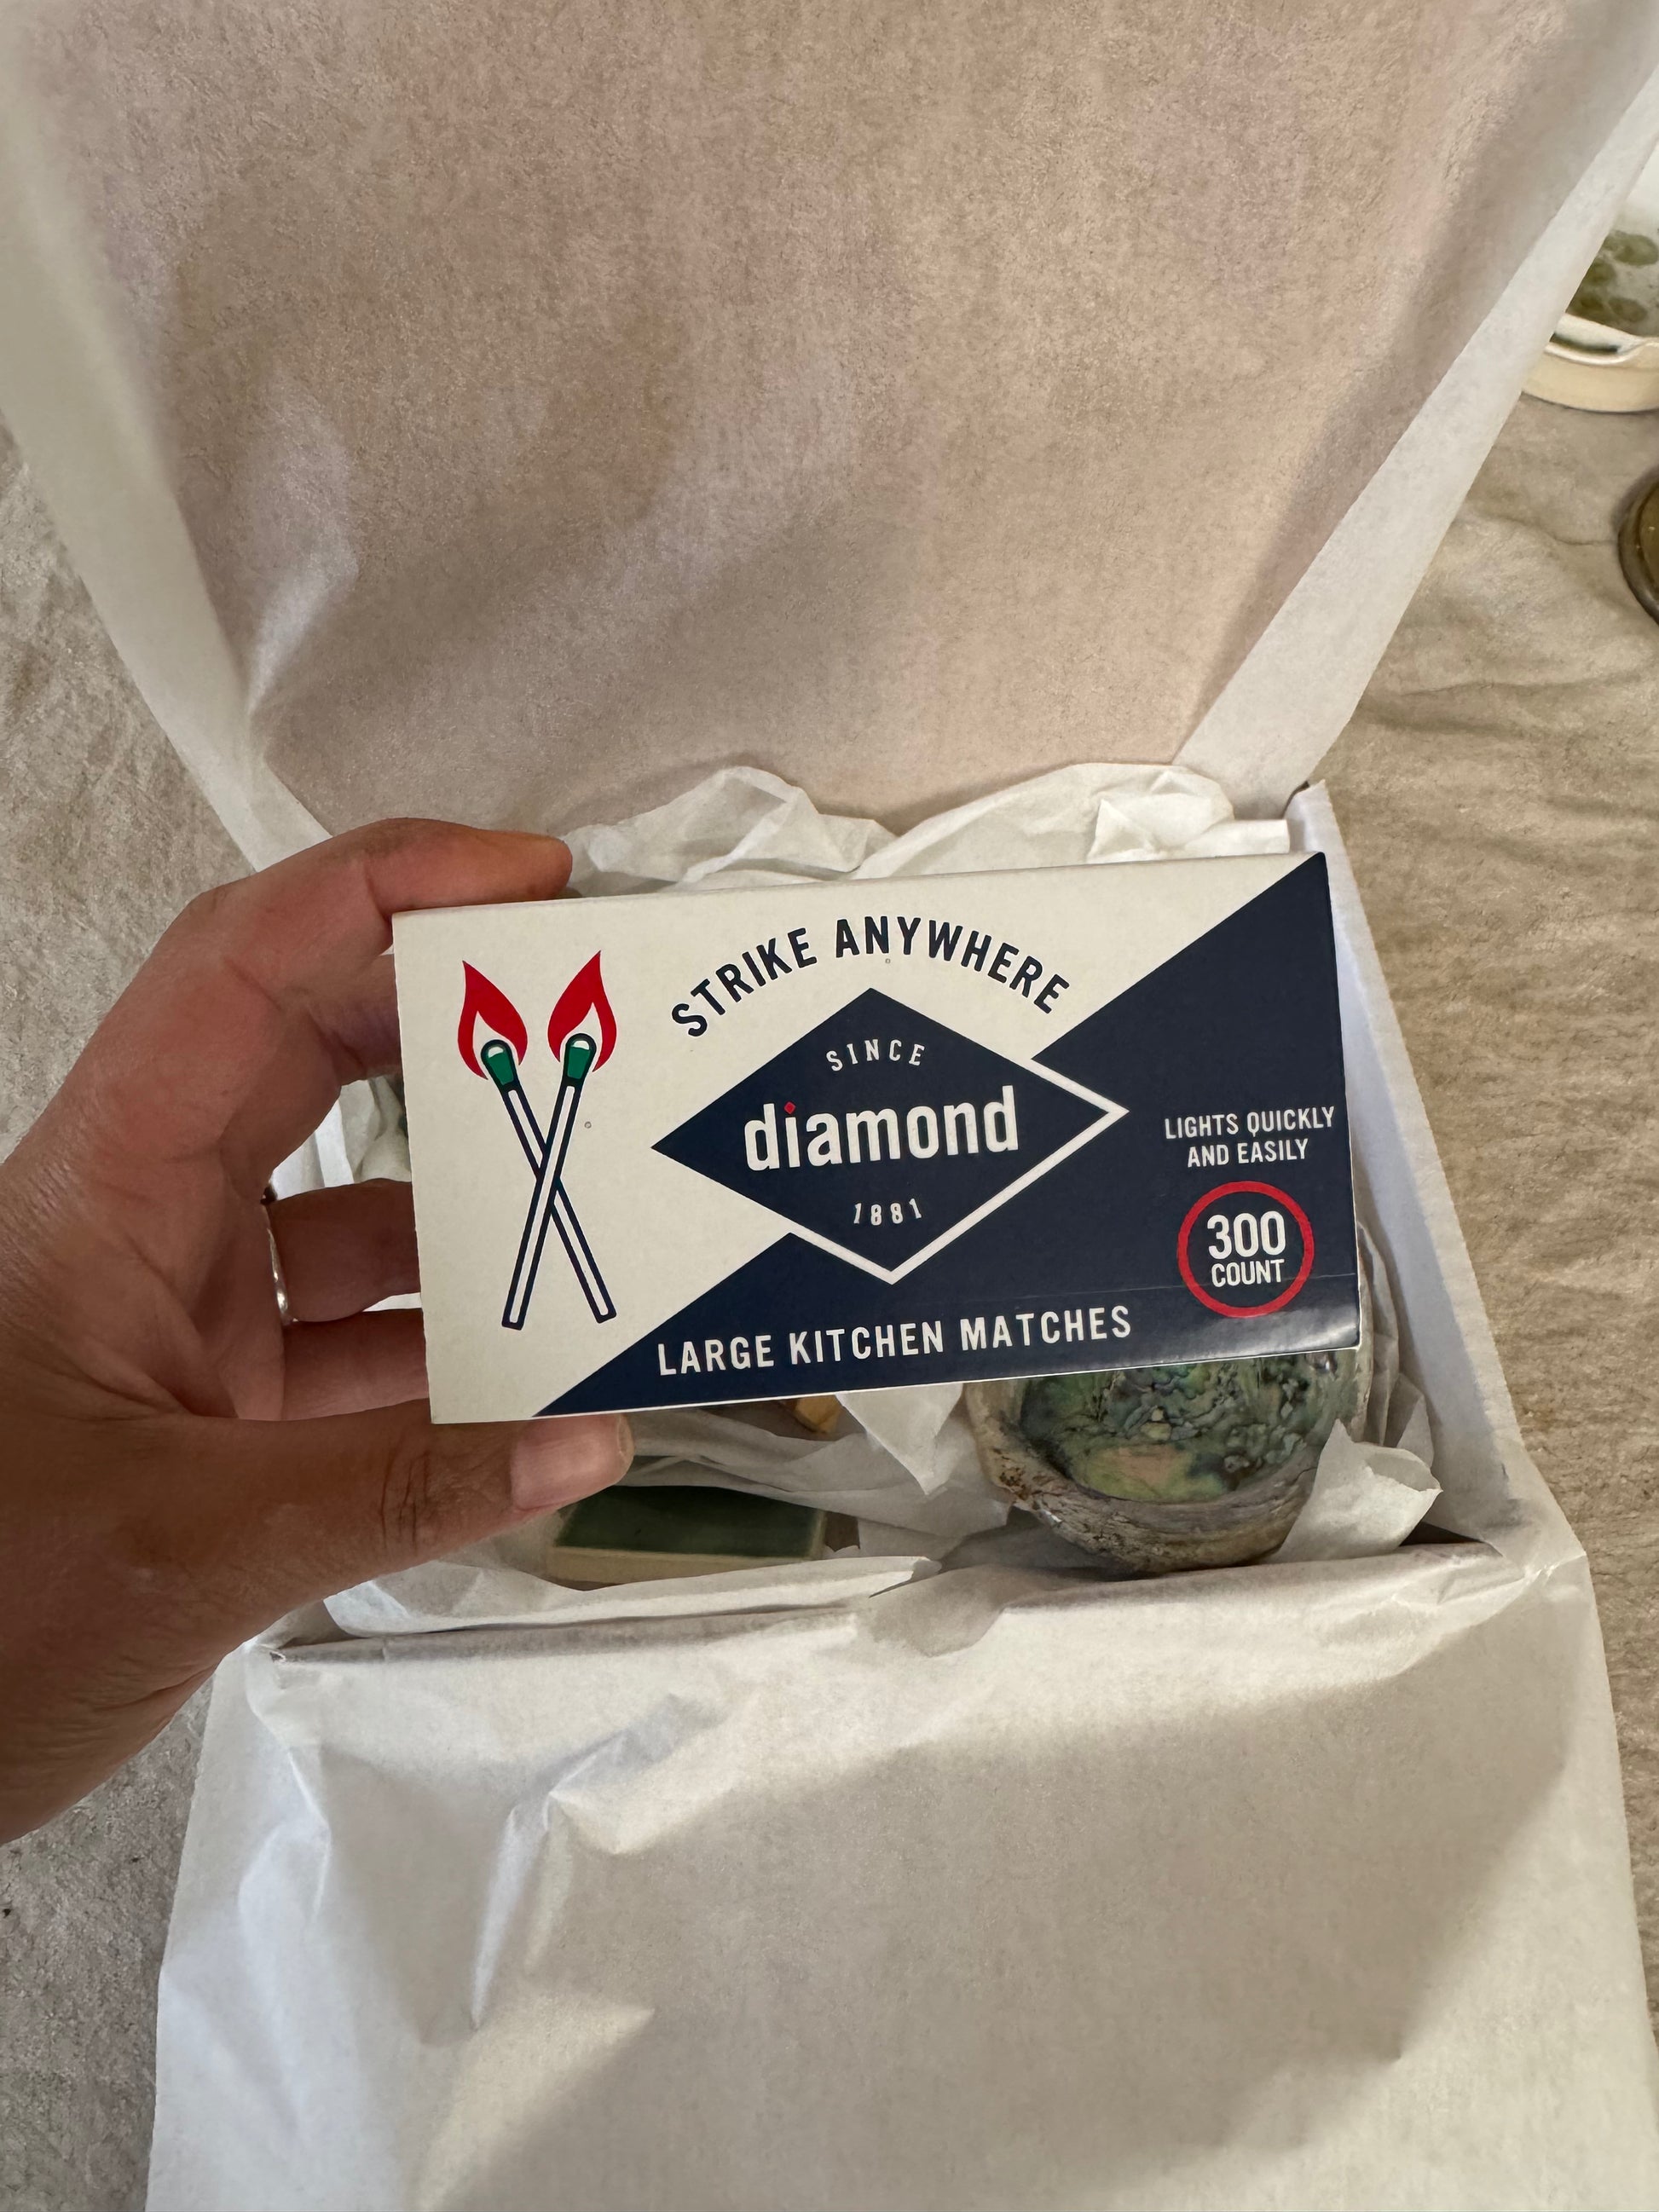 STRIKE ANYWHERE
SINCE
diamond
1881
LIGHTS QUICKLY
AND EASILY
300
COUNT
LARGE KITCHEN MATCHES